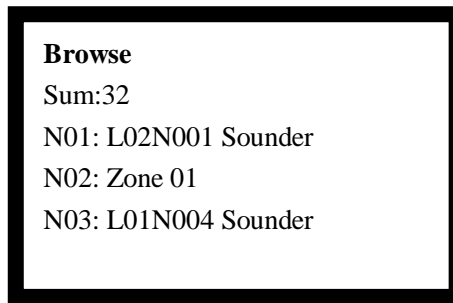 Browse
Sum:32
N01: L02N001 Sounder
N02: Zone 01
N03: L01N004 Sounder